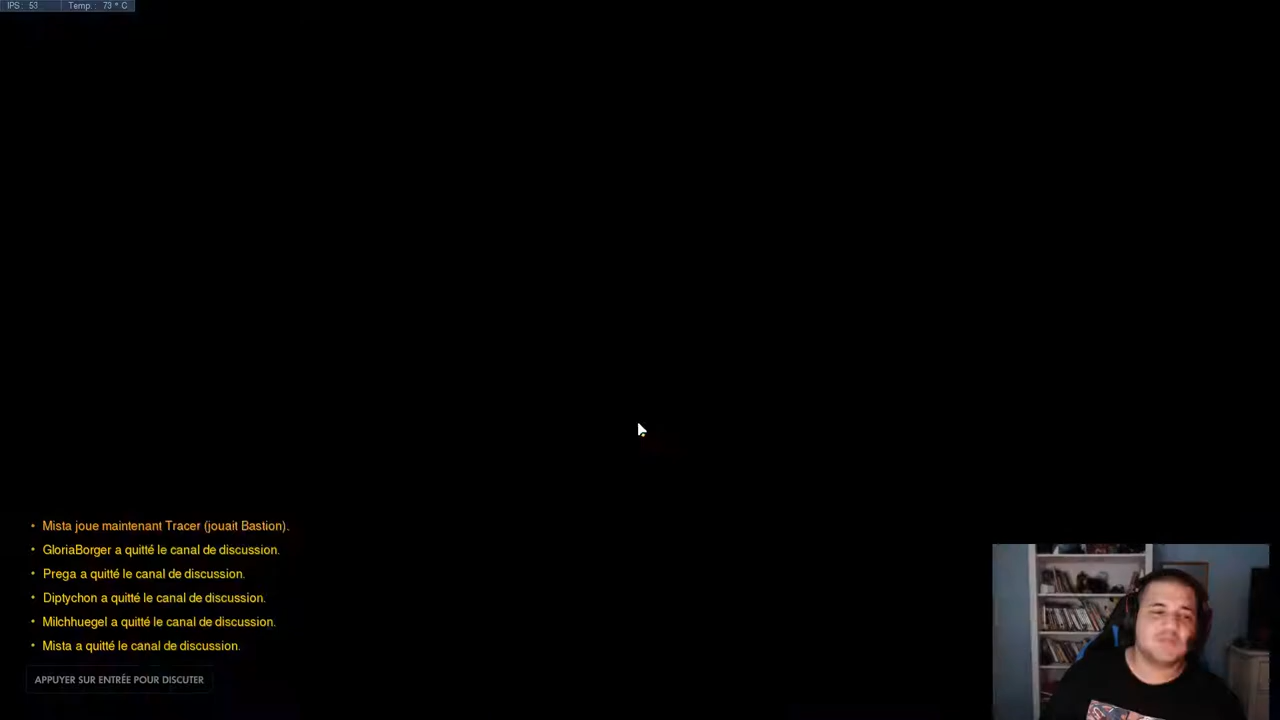 IPS: 53 Temp.: 73 ° C
• Mista joue maintenant Tracer (jouait Bastion).
• GloriaBorger a quitté le canal de discussion.
• Prega a quitté le canal de discussion.
• Diptychon a quitté le canal de discussion.
• Milchhuegel a quitté le canal de discussion.
• Mista a quitté le canal de discussion.
APPUYER SUR ENTRÉE POUR DISCUTER